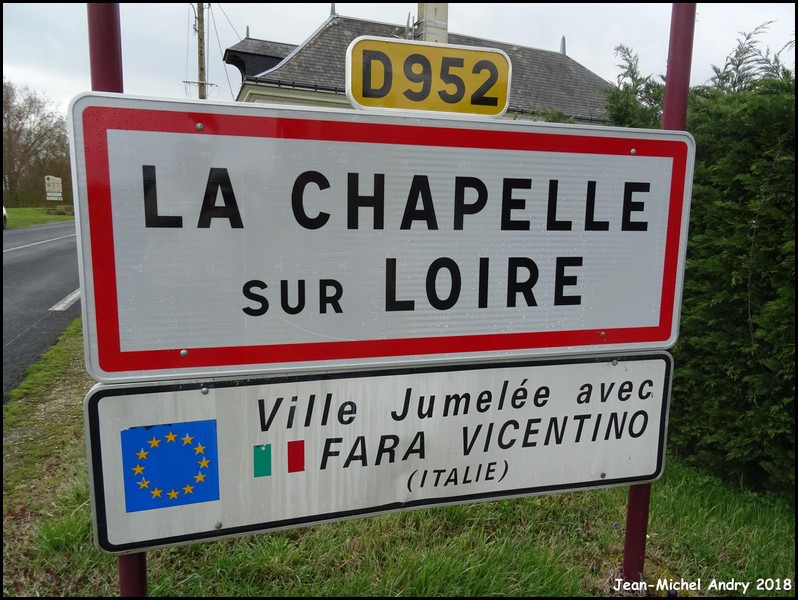 D952
LA CHAPELLE
SUR LOIRE
Ville Jumelée avec
FARA VICENTINO
(ITALIE)
Jean-Michel Andry 2018